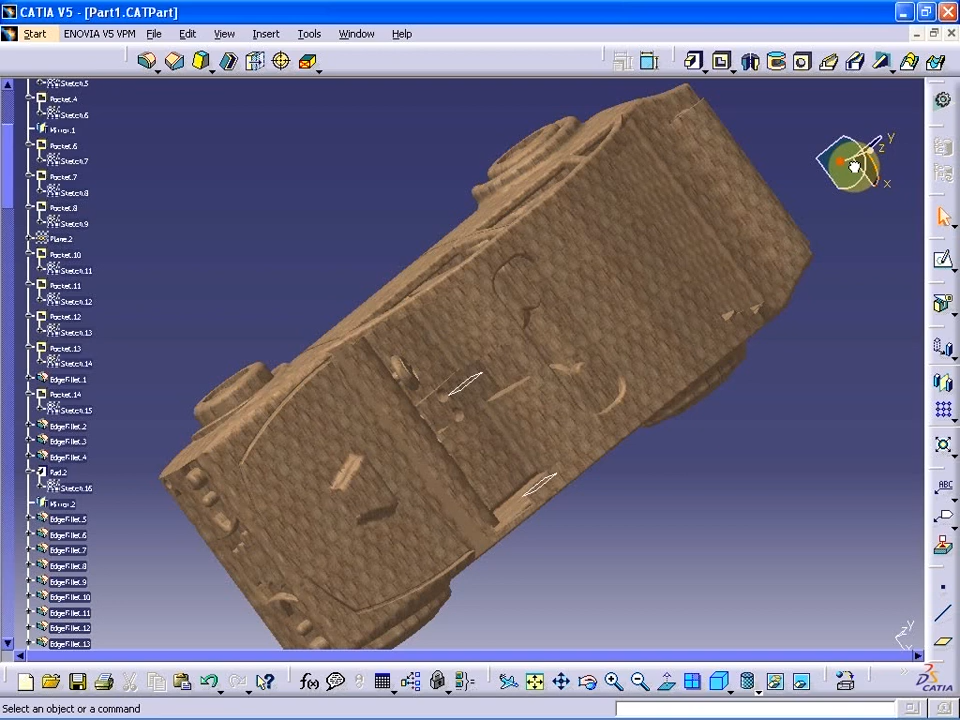 CATIA V5 - [Part1.CATPart]
Start ENOVIA V5 VPM File Edit View Insert Tools Window Help
Sketch.5
Pocket.4
Sketch.6
Mirror.1
Pocket.6
Sketch.7
Pocket.7
Sketch.8
Pocket.8
Sketch.9
Plane.2
Pocket.10
Sketch.11
Pocket.11
Sketch.12
Pocket.12
Sketch.13
Pocket.13
Sketch.14
EdgeFillet.1
Pocket.14
Sketch.15
EdgeFillet.2
EdgeFillet.3
EdgeFillet.4
Pad.2
Sketch.16
Mirror.2
EdgeFillet.5
EdgeFillet.6
EdgeFillet.7
EdgeFillet.8
EdgeFillet.9
EdgeFillet.10
EdgeFillet.11
EdgeFillet.12
EdgeFillet.13
y
z
x
ABC
z y
f(x)
CATIA
Select an object or a command